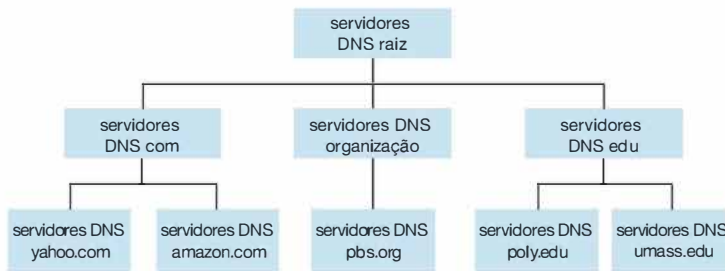 servidores
DNS raiz
servidores
DNS com
servidores DNS
organização
servidores
DNS edu
servidores DNS
yahoo.com
servidores DNS
amazon.com
servidores DNS
pbs.org
servidores DNS
poly.edu
servidores DNS
umass.edu